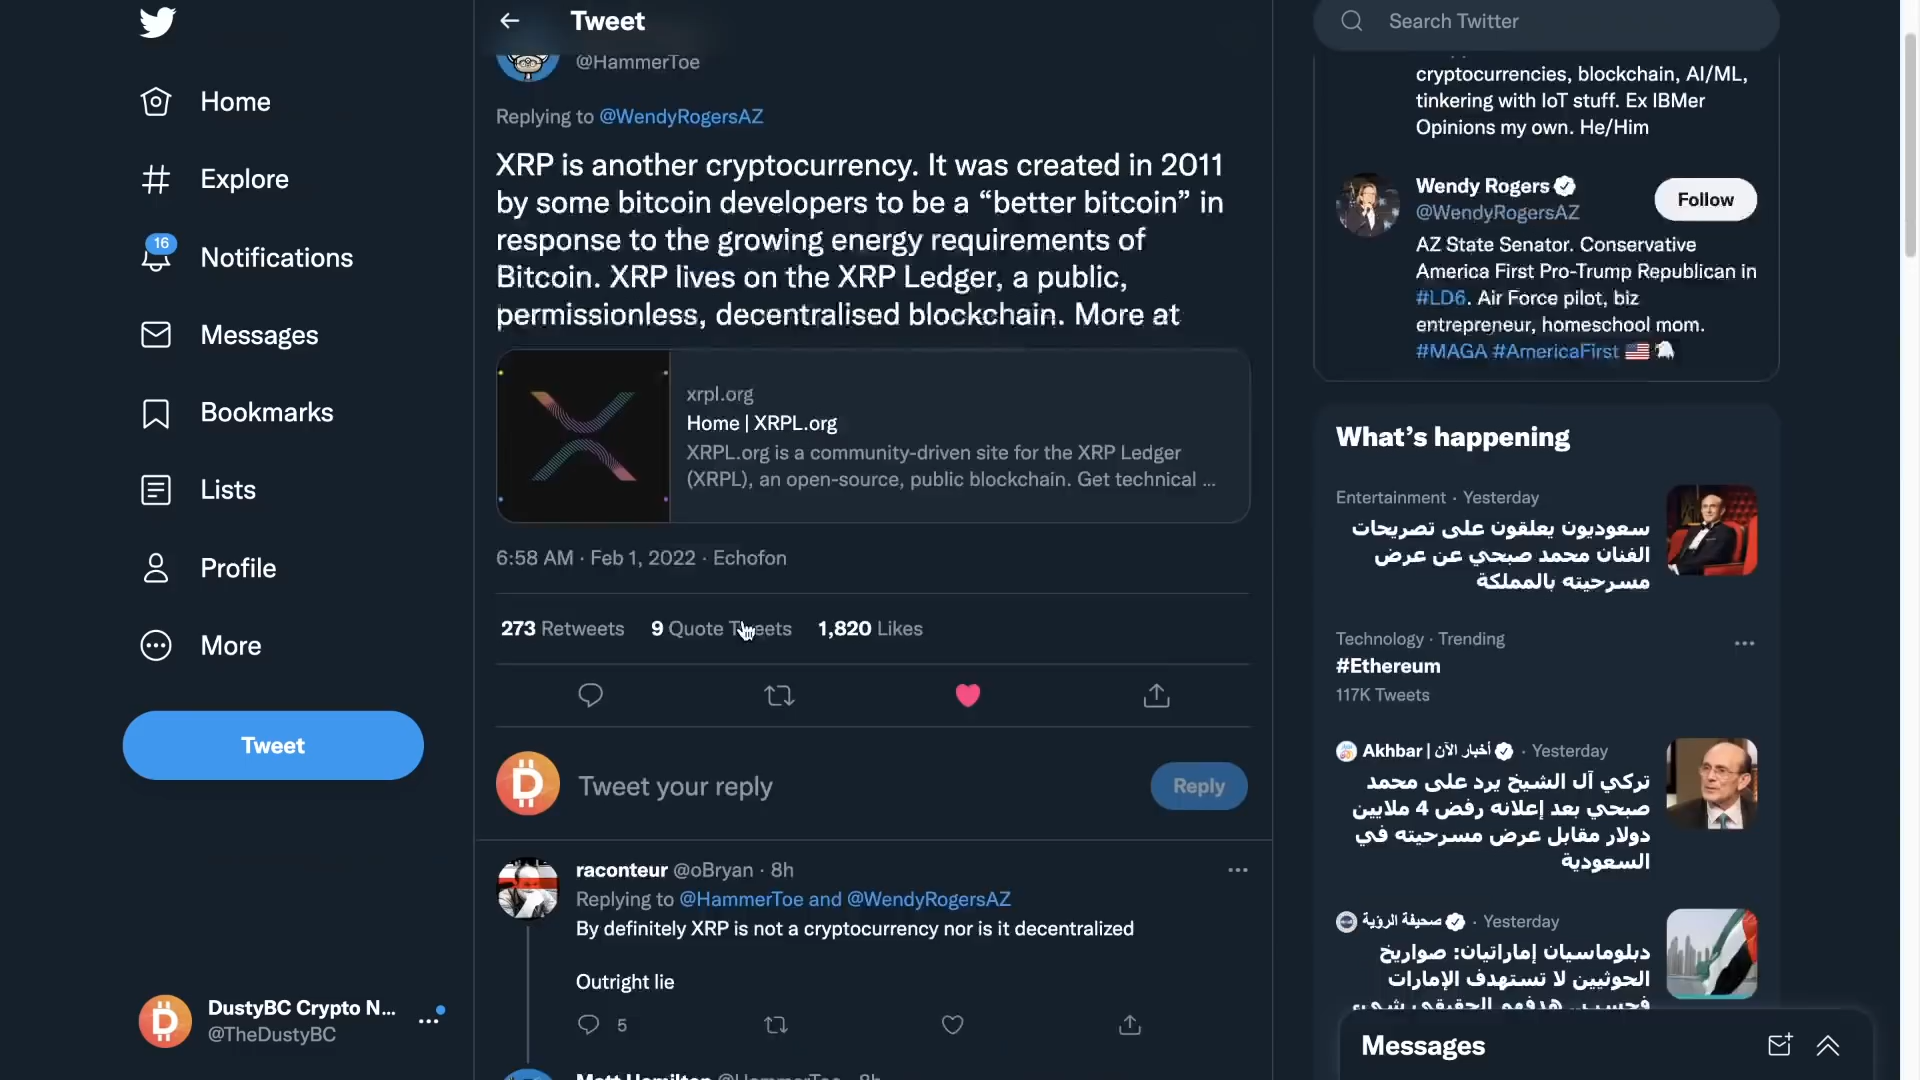 Home
Explore
16
Notifications
Messages
Bookmarks
Lists
Profile
More
Tweet
DustyBC Crypto N...
@TheDustyBC
Tweet
@HammerToe
Replying to @WendyRogersAZ
XRP is another cryptocurrency. It was created in 2011
by some bitcoin developers to be a “better bitcoin” in
response to the growing energy requirements of
Bitcoin. XRP lives on the XRP Ledger, a public,
permissionless, decentralised blockchain. More at
xrpl.org
Home | XRPL.org
XRPL.org is a community-driven site for the XRP Ledger
(XRPL), an open-source, public blockchain. Get technical ...
6:58 AM · Feb 1, 2022 · Echofon
273 Retweets 9 Quote Tweets 1,820 Likes
Tweet your reply
Reply
raconteur @oBryan · 8h
Replying to @HammerToe and @WendyRogersAZ
By definitely XRP is not a cryptocurrency nor is it decentralized
Outright lie
5
Matt Hamilton @HammerToe · 8h
Search Twitter
cryptocurrencies, blockchain, AI/ML,
tinkering with IoT stuff. Ex IBMer
Opinions my own. He/Him
Wendy Rogers
@WendyRogersAZ
Follow
AZ State Senator. Conservative
America First Pro-Trump Republican in
#LD6. Air Force pilot, biz
entrepreneur, homeschool mom.
#MAGA #AmericaFirst
What’s happening
Entertainment · Yesterday
سعوديون يعلقون على تصريحات
الفنان محمد صبحي عن عرض
مسرحيته بالمملكة
Technology · Trending
#Ethereum
117K Tweets
Akhbar | أخبار الآن · Yesterday
تركي آل الشيخ يرد على محمد
صبحي بعد إعلانه رفض 4 ملايين
دولار مقابل عرض مسرحيته في
السعودية
صحيفة الرؤية · Yesterday
دبلوماسيان إماراتيان: صواريخ
الحوثيين لا تستهدف الإمارات
فحسب.. هدفهم الحقيقي شيء
Messages